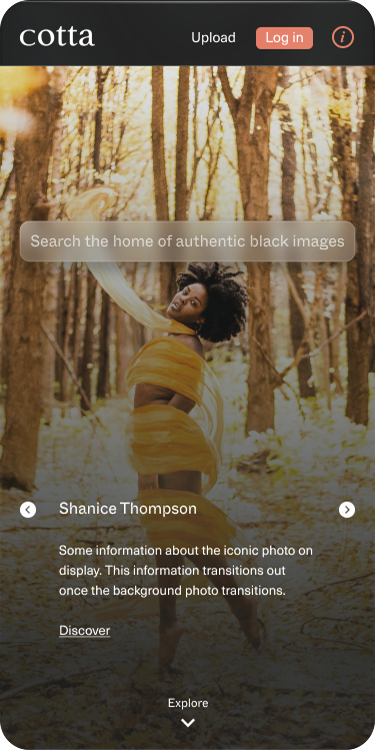 cotta
Upload
Log in
i
Search the home of authentic black images
Shanice Thompson
Some information about the iconic photo on
display. This information transitions out
once the background photo transitions.
Discover
Explore